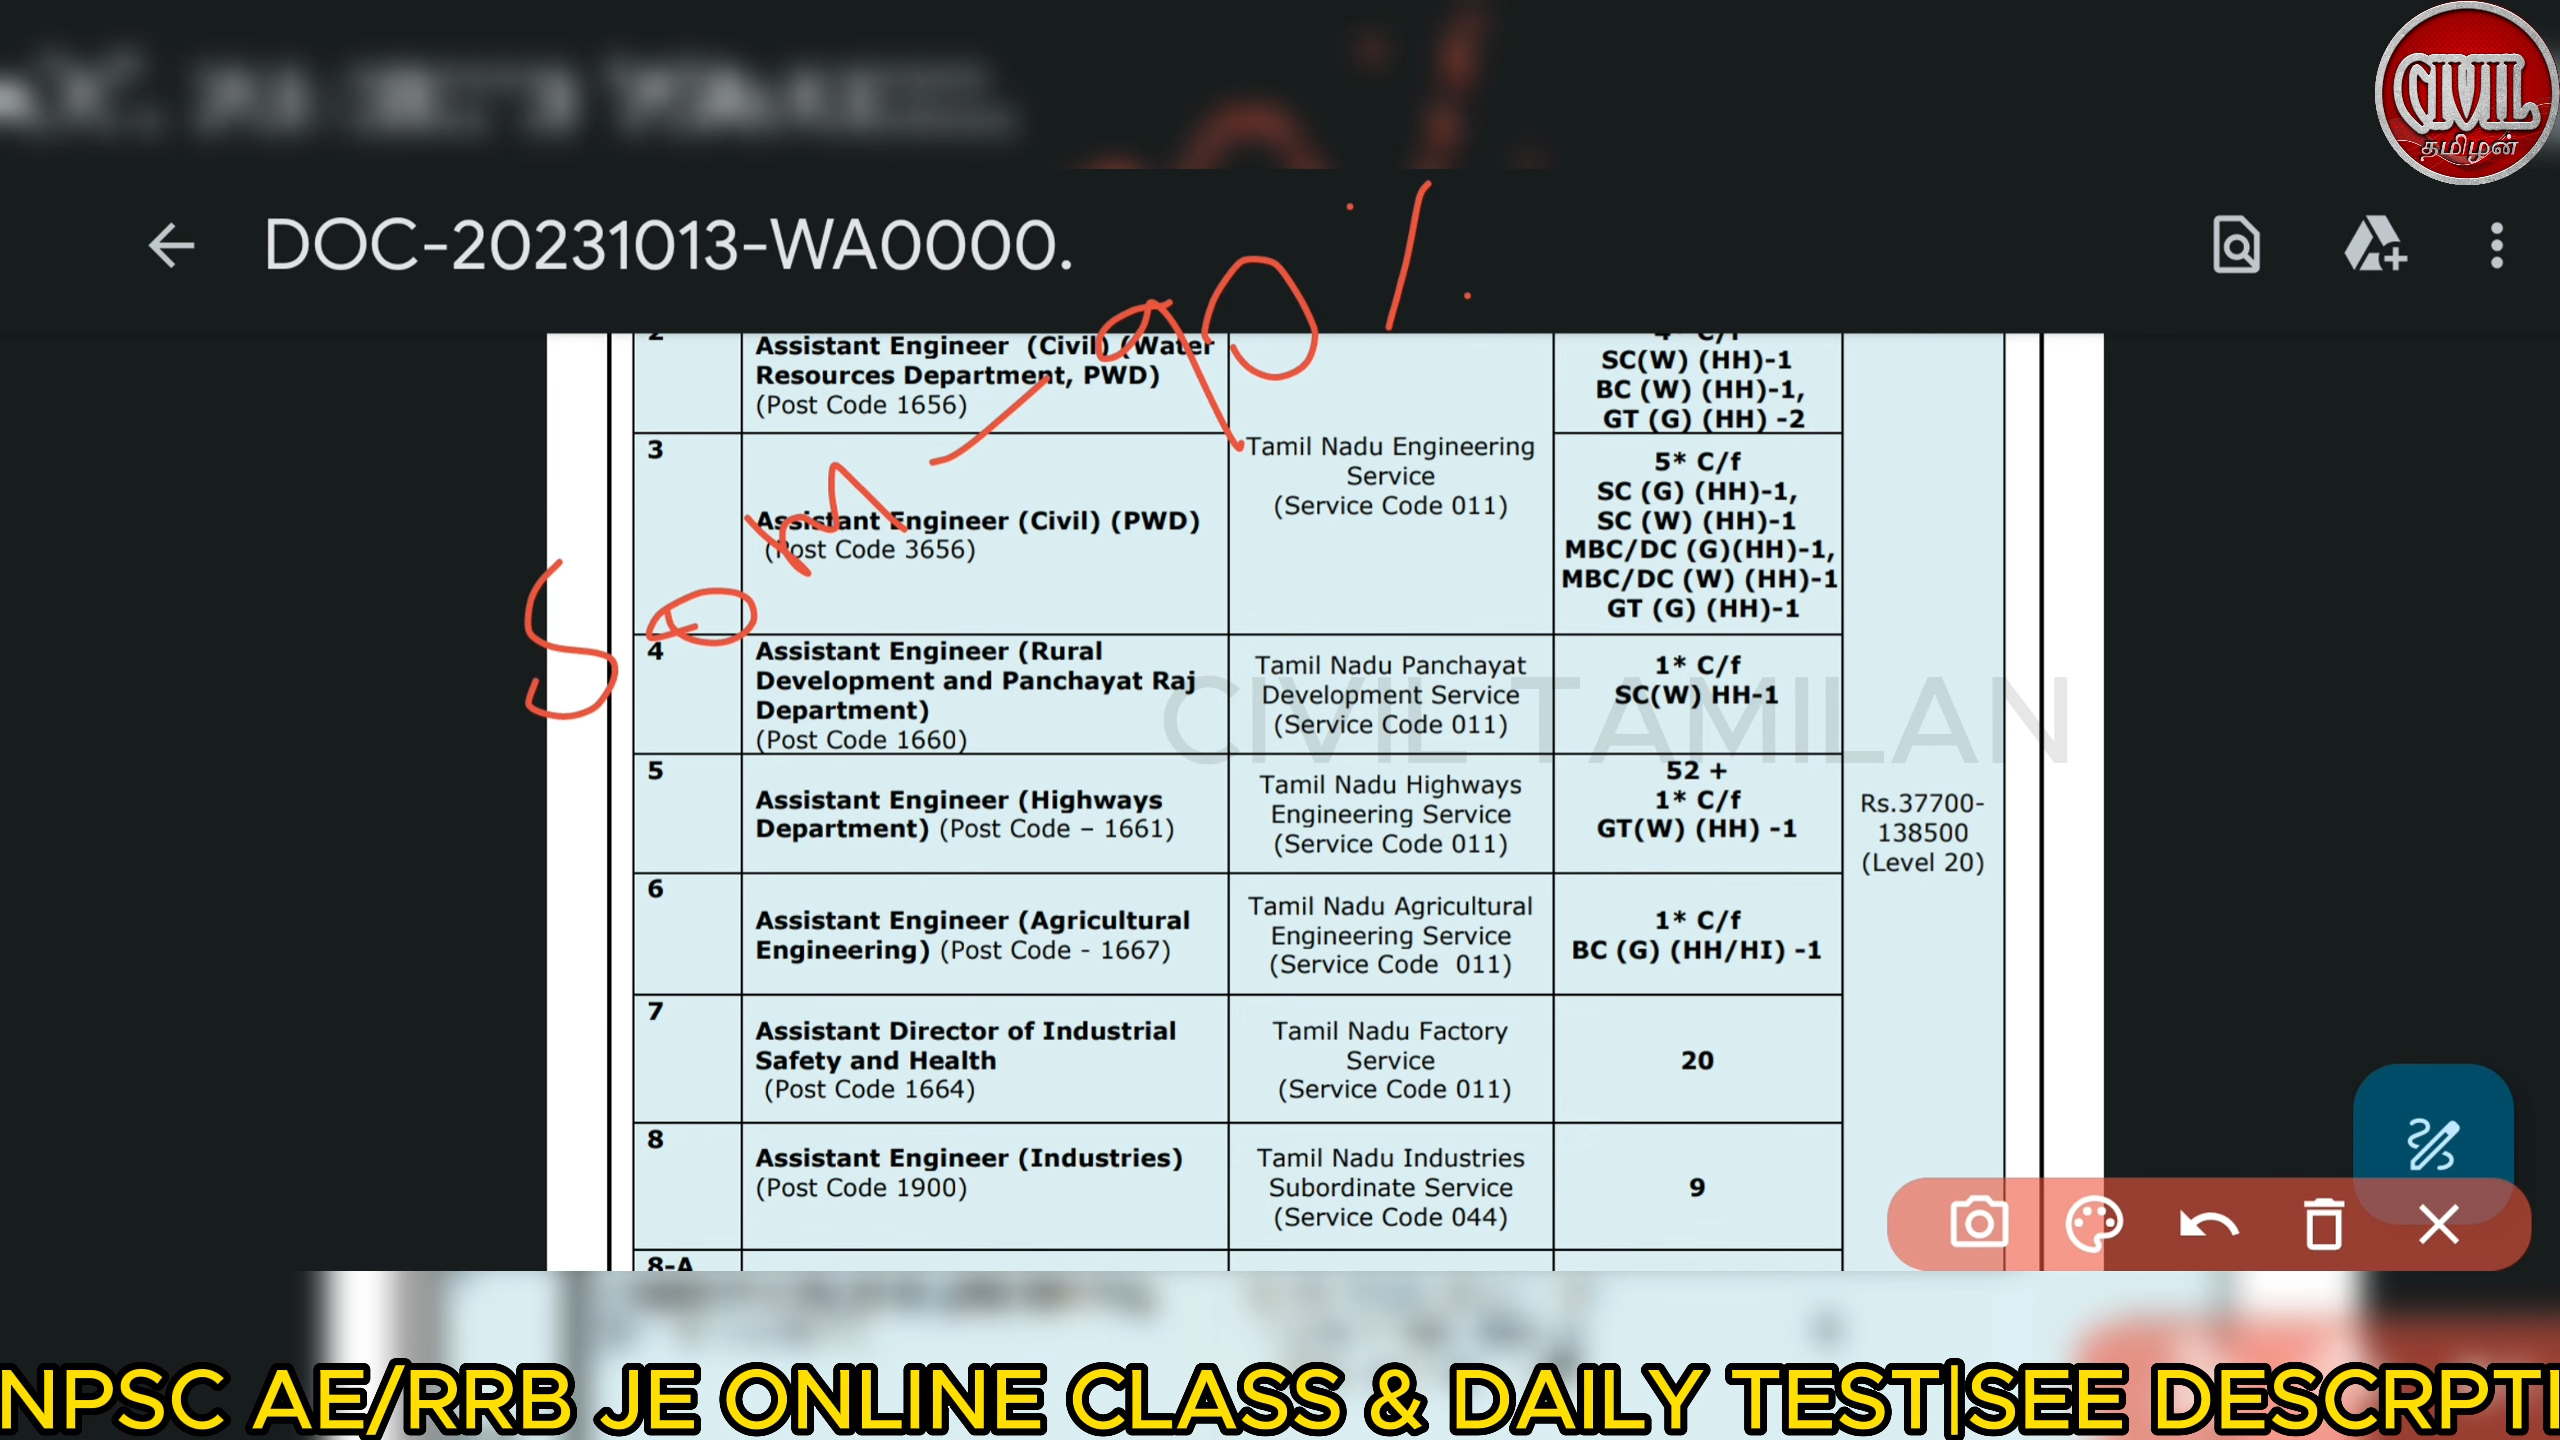 CIVIL
தமிழன்
DOC-20231013-WA0000.
2
Assistant Engineer (Civil) (Water
Resources Department, PWD)
(Post Code 1656)
4* C/f
SC(W) (HH)-1
BC (W) (HH)-1,
GT (G) (HH) -2
Tamil Nadu Engineering
Service
(Service Code 011)
3
Assistant Engineer (Civil) (PWD)
(Post Code 3656)
5* C/f
SC (G) (HH)-1,
SC (W) (HH)-1
MBC/DC (G)(HH)-1,
MBC/DC (W) (HH)-1
GT (G) (HH)-1
4
Assistant Engineer (Rural
Development and Panchayat Raj
Department)
(Post Code 1660)
Tamil Nadu Panchayat
Development Service
(Service Code 011)
1* C/f
SC(W) HH-1
CIVIL TAMILAN
5
Assistant Engineer (Highways
Department) (Post Code – 1661)
Tamil Nadu Highways
Engineering Service
(Service Code 011)
52 +
1* C/f
GT(W) (HH) -1
Rs.37700-
138500
(Level 20)
6
Assistant Engineer (Agricultural
Engineering) (Post Code - 1667)
Tamil Nadu Agricultural
Engineering Service
(Service Code 011)
1* C/f
BC (G) (HH/HI) -1
7
Assistant Director of Industrial
Safety and Health
(Post Code 1664)
Tamil Nadu Factory
Service
(Service Code 011)
20
8
Assistant Engineer (Industries)
(Post Code 1900)
Tamil Nadu Industries
Subordinate Service
(Service Code 044)
9
8-A
NPSC AE/RRB JE ONLINE CLASS & DAILY TEST|SEE DESCRPTI